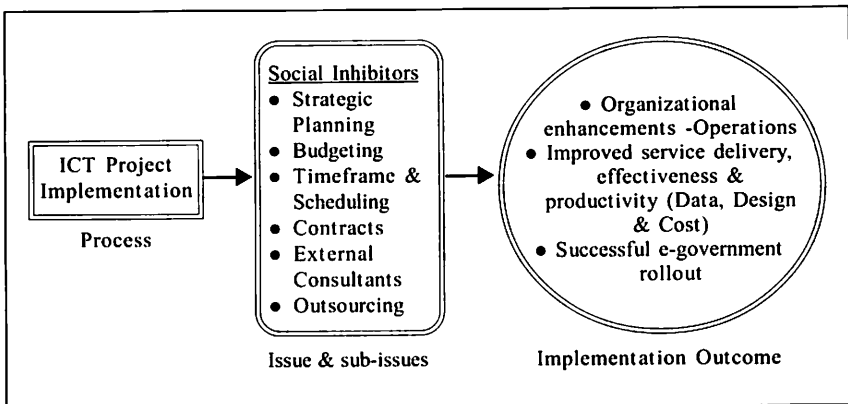 ICT Project
Implementation
Process
Social Inhibitors
● Strategic
Planning
● Budgeting
● Timeframe &
Scheduling
● Contracts
● External
Consultants
● Outsourcing
Issue & sub-issues
● Organizational
enhancements -Operations
● Improved service delivery,
effectiveness &
productivity (Data, Design
& Cost)
● Successful e-government
rollout
Implementation Outcome